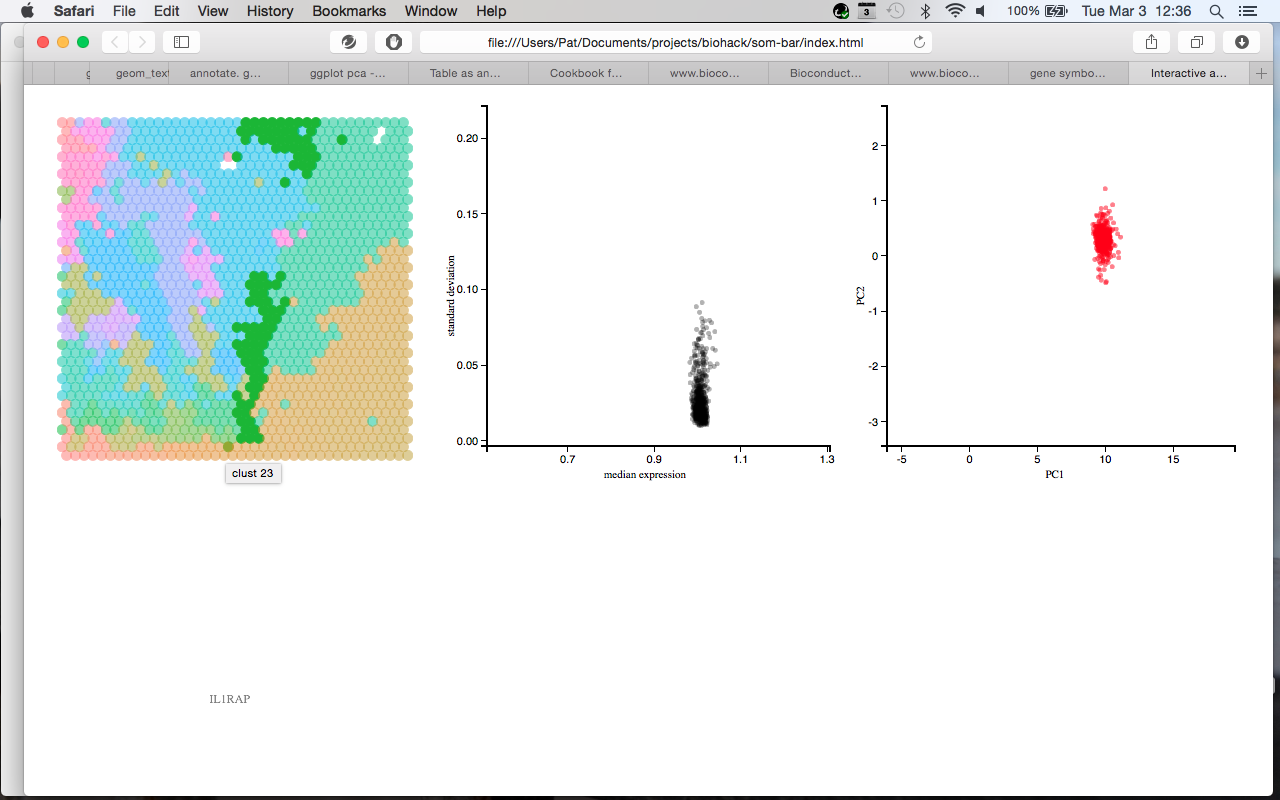 Safari File Edit View History Bookmarks Window Help 3 100% Tue Mar 3 12:36
file:///Users/Pat/Documents/projects/biohack/som-bar/index.html
geom_text annotate. g… ggplot pca -… Table as an… Cookbook f… www.bioco… Bioconduct… www.bioco… gene symbo… Interactive a…
clust 23
standard deviation
0.20
0.15
0.10
0.05
0.00
0.7 0.9 1.1 1.3
median expression
PC2
2
1
0
-1
-2
-3
-5 0 5 10 15
PC1
IL1RAP